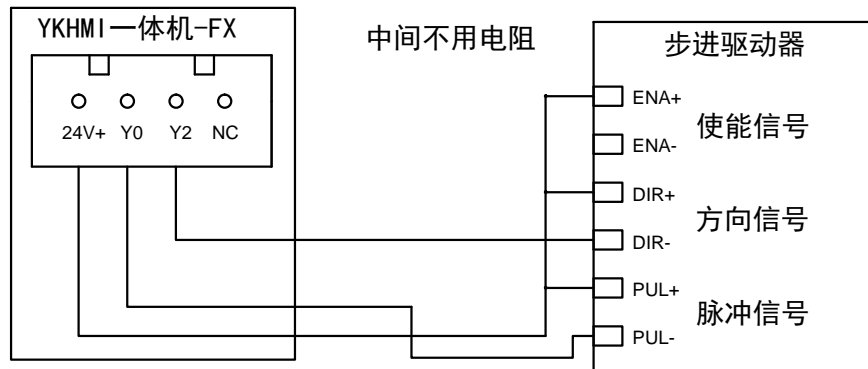 YKHMI一体机-FX
24V+ Y0 Y2 NC
中间不用电阻
步进驱动器
ENA+
使能信号
ENA-
DIR+
方向信号
DIR-
PUL+
脉冲信号
PUL-